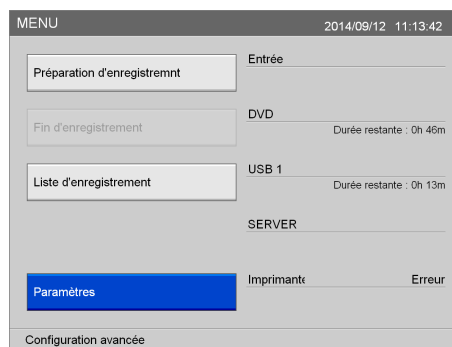 MENU 2014/09/12 11:13:42
Préparation d'enregistremnt
Fin d'enregistrement
Liste d'enregistrement
Paramètres
Entrée
DVD
Durée restante : 0h 46m
USB 1
Durée restante : 0h 13m
SERVER
Imprimante Erreur
Configuration avancée